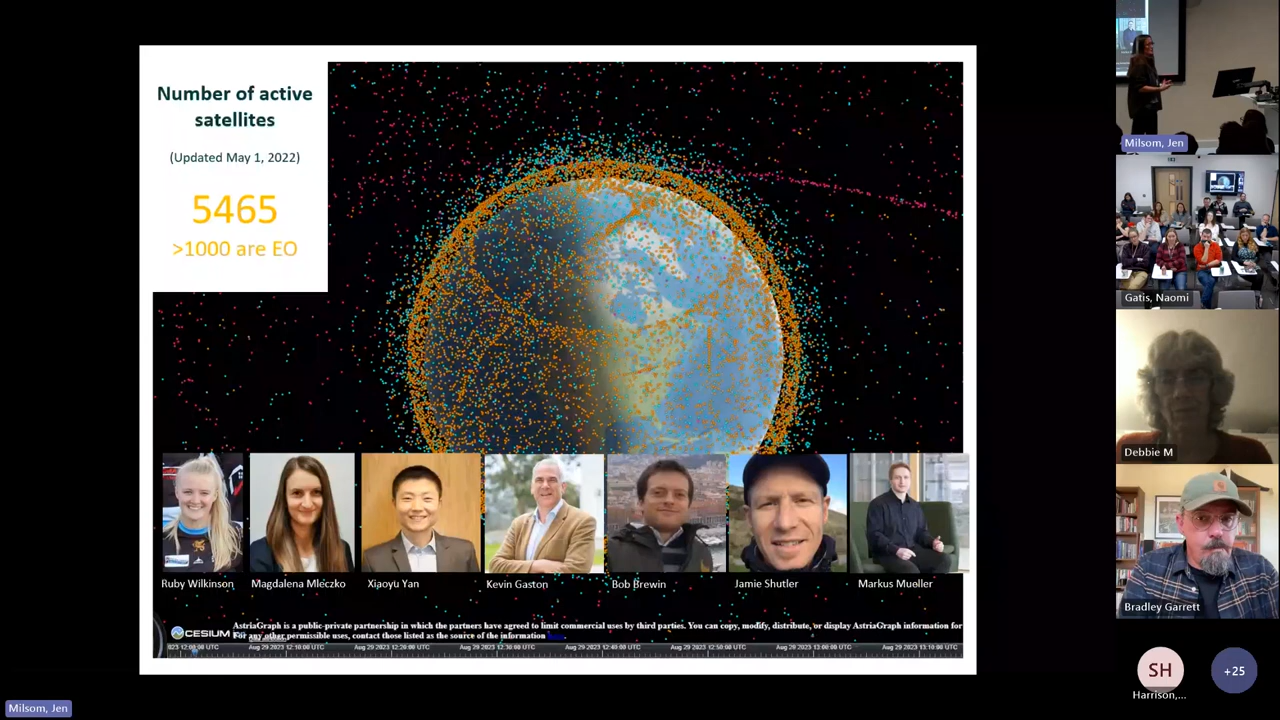 Number of active
satellites
(Updated May 1, 2022)
5465
>1000 are EO
Ruby Wilkinson
Magdalena Mleczko
Xiaoyu Yan
Kevin Gaston
Bob Brewin
Jamie Shutler
Markus Mueller
CESIUM
AstriaGraph is a public-private partnership in which the partners have agreed to limit commercial uses by third parties. You can copy, modify, distribute, or display AstriaGraph information for
For any other permissible uses, contact those listed as the source of the information
Aug 29 2023 12:10:00 UTC
Aug 29 2023 12:20:00 UTC
Aug 29 2023 12:30:00 UTC
Aug 29 2023 12:40:00 UTC
Aug 29 2023 12:50:00 UTC
Aug 29 2023 13:00:00 UTC
Aug 29 2023 13:10:00 UTC
Milsom, Jen
Gatis, Naomi
Debbie M
Bradley Garrett
SH
Harrison,...
+25
Milsom, Jen